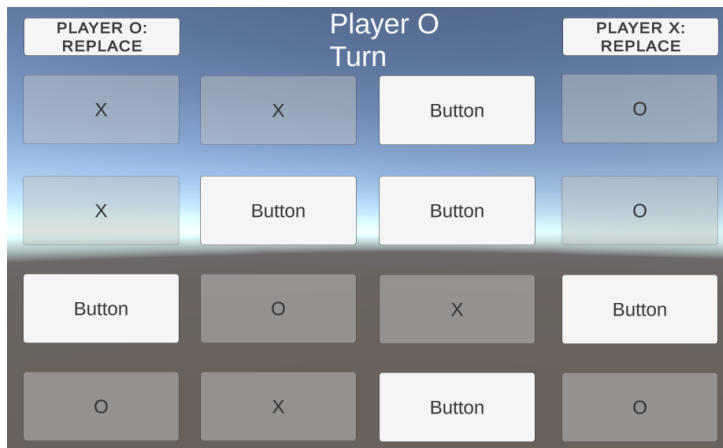 PLAYER O:
REPLACE
Player O
Turn
PLAYER X:
REPLACE
X X Button O
X Button Button O
Button O X Button
O X Button O